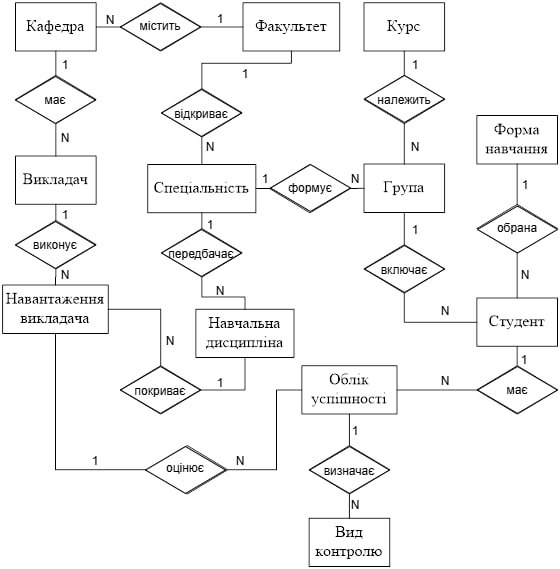 Кафедра N містить 1 Факультет
Курс
1
1
1
має
відкриває
належить
N
N
N
Форма
навчання
Викладач
Спеціальність 1 формує N Група
1
1
1
1
виконує
передбачає
включає
обрана
N
N
N
N
Навантаження
викладача
Навчальна
дисципліна
Студент
N
1
покриває 1
Облік
успішності
N
має
1
1 оцінює N
визначає
N
Вид
контролю